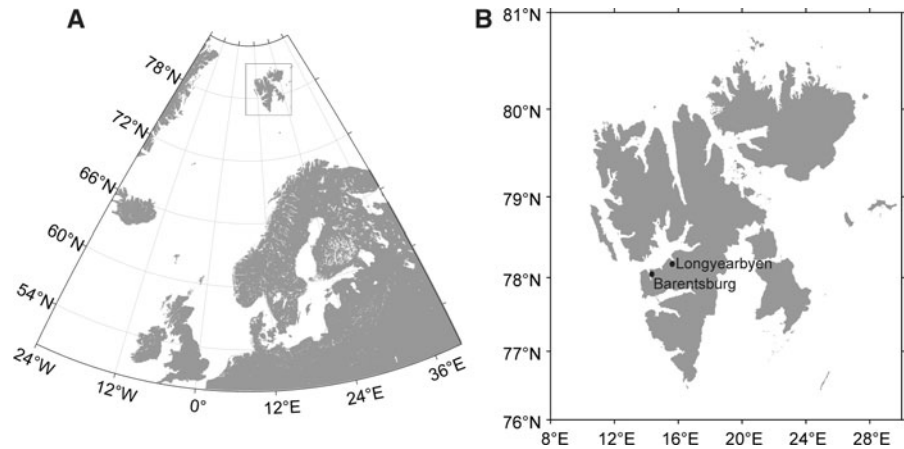 A
78°N
72°N
66°N
60°N
54°N
24°W
12°W
0°
12°E
24°E
36°E
B
81°N
80°N
79°N
78°N
77°N
76°N
8°E
12°E
16°E
20°E
24°E
28°E
Longyearbyen
Barentsburg